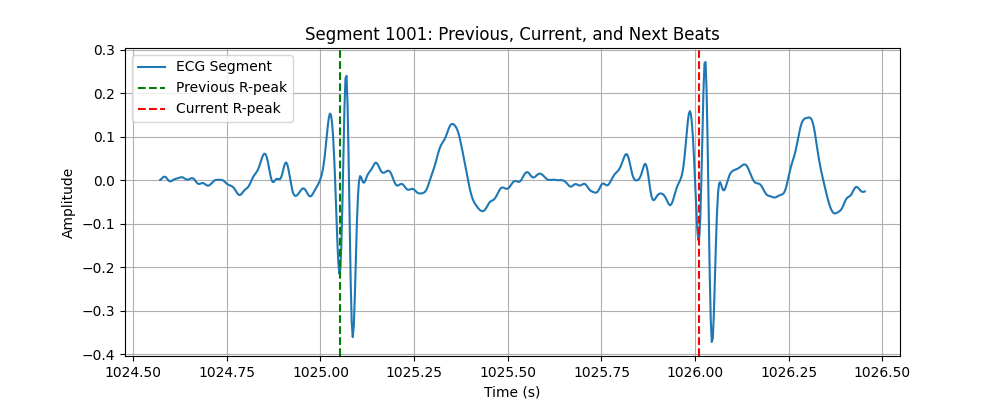 Segment 1001: Previous, Current, and Next Beats
ECG Segment
Previous R-peak
Current R-peak
Amplitude
0.3
0.2
0.1
0.0
−0.1
−0.2
−0.3
−0.4
1024.50 1024.75 1025.00 1025.25 1025.50 1025.75 1026.00 1026.25 1026.50
Time (s)